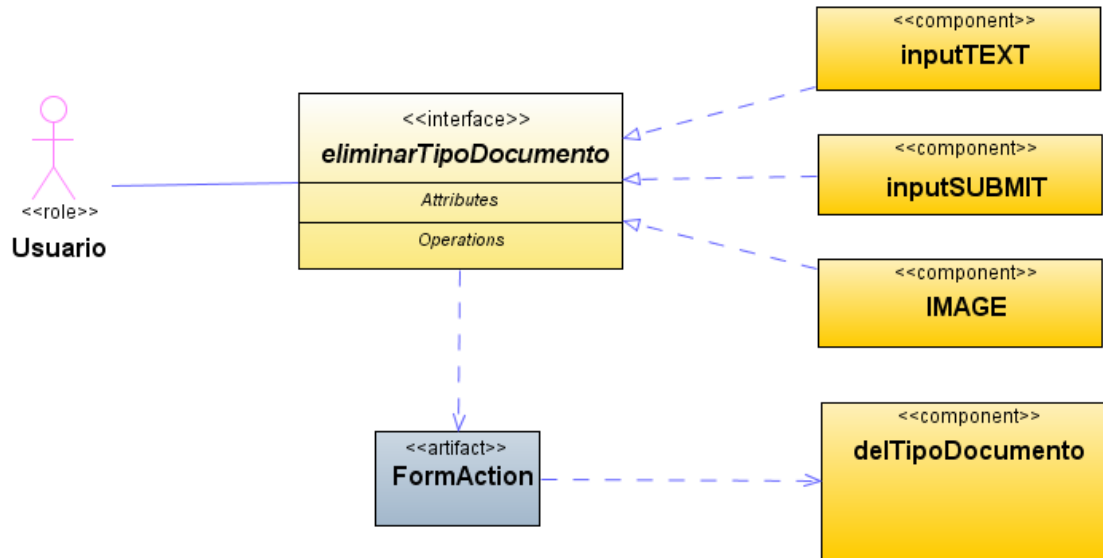 <<component>>
inputTEXT
<<interface>>
eliminarTipoDocumento
Attributes
Operations
<<component>>
inputSUBMIT
<<role>>
Usuario
<<component>>
IMAGE
<<artifact>>
FormAction
<<component>>
delTipoDocumento